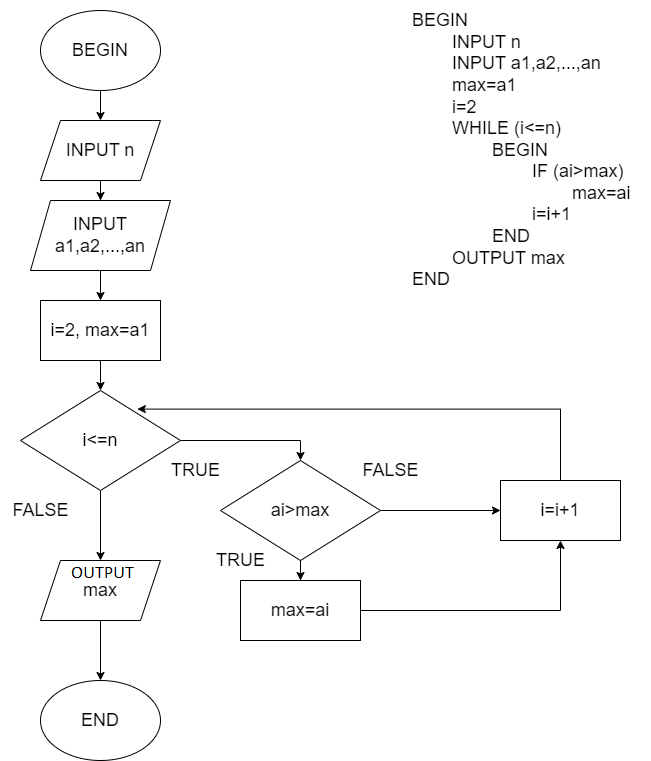 BEGIN
INPUT n
INPUT
a1,a2,...,an
i=2, max=a1
i<=n
TRUE
FALSE
ai>max
FALSE
TRUE
i=i+1
max=ai
OUTPUT
max
END
BEGIN
INPUT n
INPUT a1,a2,...,an
max=a1
i=2
WHILE (i<=n)
BEGIN
IF (ai>max)
max=ai
i=i+1
END
OUTPUT max
END